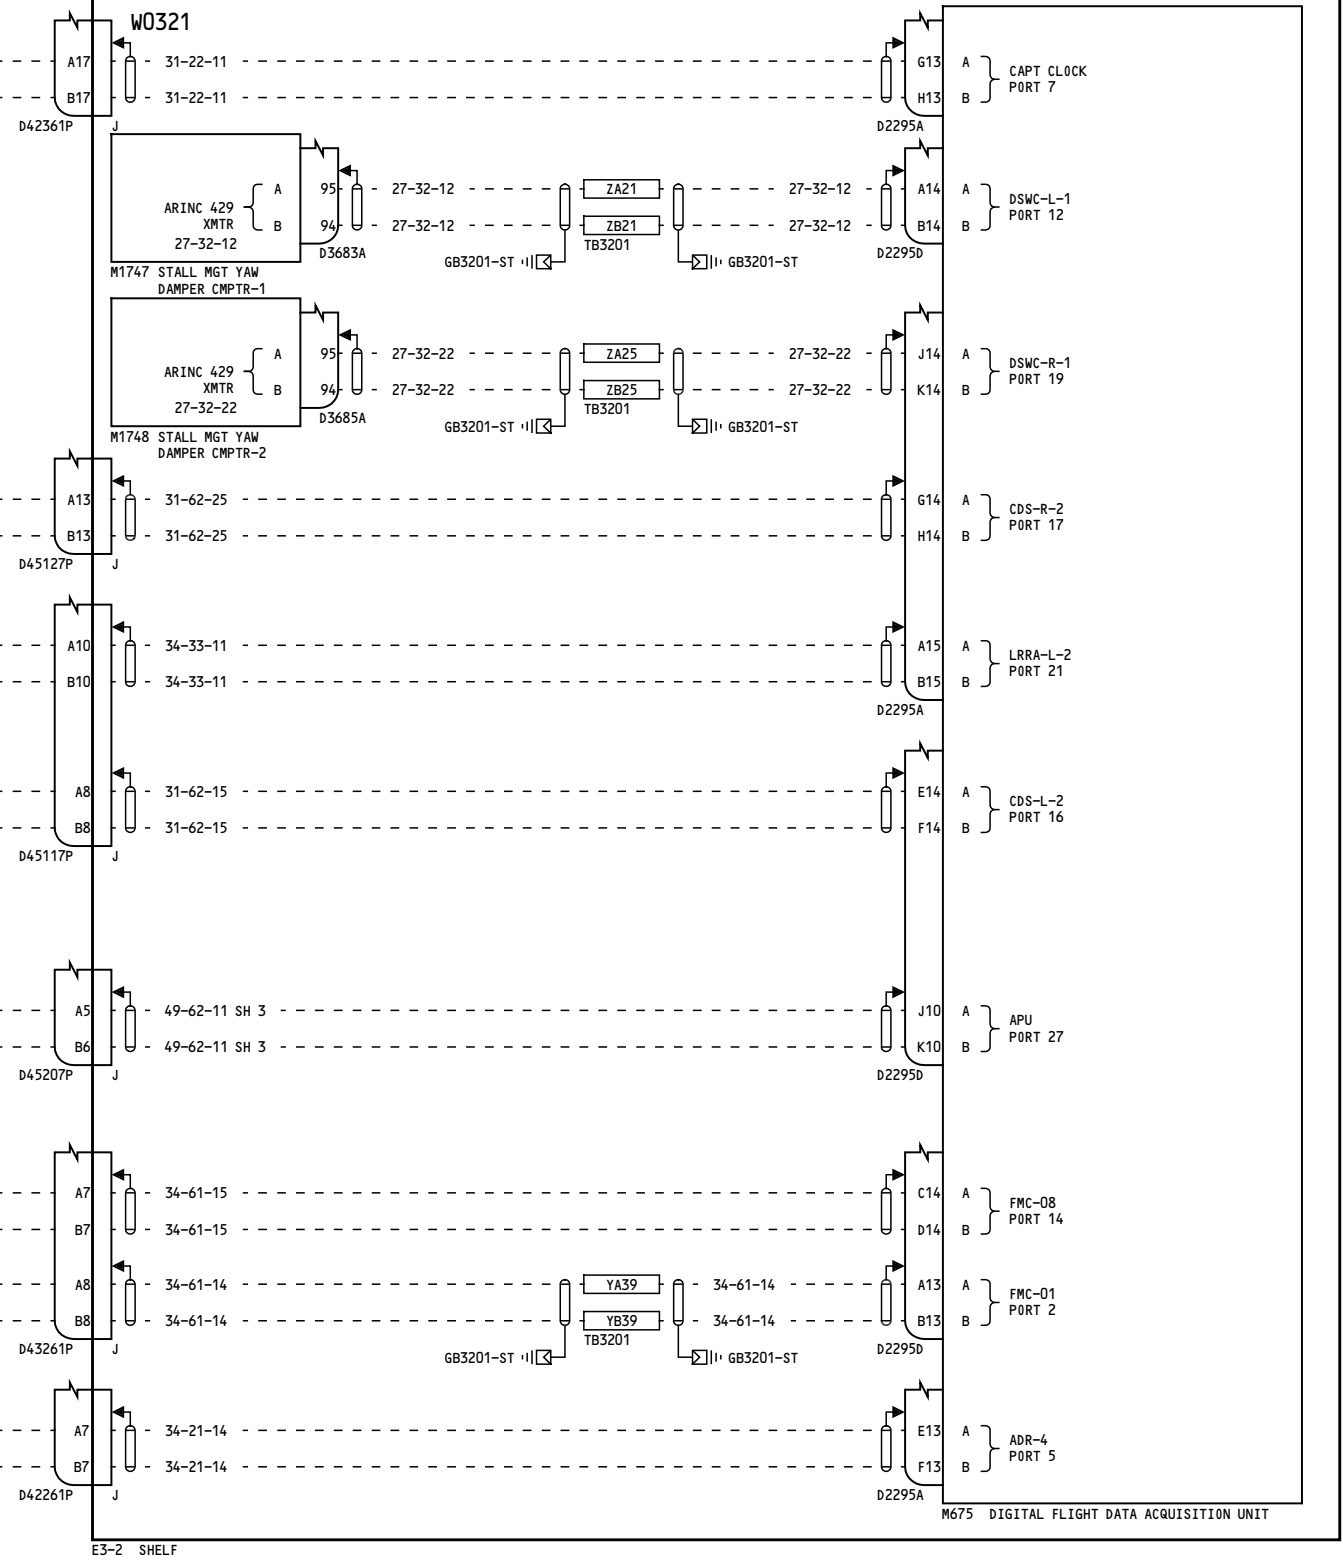 W0321
A17 31-22-11 G13 A CAPT CLOCK
PORT 7
B17 31-22-11 H13 B
D42361P J D2295A
A 95 27-32-12 ZA21 27-32-12 A14 A DSWC-L-1
ARINC 429 PORT 12
XMTR B 94 27-32-12 ZB21 27-32-12 B14 B
27-32-12 D3683A TB3201 D2295D
GB3201-ST GB3201-ST
M1747 STALL MGT YAW
DAMPER CMPTR-1
A 95 27-32-22 ZA25 27-32-22 J14 A DSWC-R-1
ARINC 429 PORT 19
XMTR B 94 27-32-22 ZB25 27-32-22 K14 B
27-32-22 D3685A TB3201
GB3201-ST GB3201-ST
M1748 STALL MGT YAW
DAMPER CMPTR-2
A13 31-62-25 G14 A CDS-R-2
PORT 17
B13 31-62-25 H14 B
D45127P J
A10 34-33-11 A15 A LRRA-L-2
PORT 21
B10 34-33-11 B15 B
D2295A
A8 31-62-15 E14 A CDS-L-2
PORT 16
B8 31-62-15 F14 B
D45117P J
A5 49-62-11 SH 3 J10 A APU
PORT 27
B6 49-62-11 SH 3 K10 B
D45207P J D2295D
A7 34-61-15 C14 A FMC-08
PORT 14
B7 34-61-15 D14 B
A8 34-61-14 YA39 34-61-14 A13 A FMC-01
PORT 2
B8 34-61-14 YB39 34-61-14 B13 B
D43261P J TB3201 D2295D
GB3201-ST GB3201-ST
A7 34-21-14 E13 A ADR-4
PORT 5
B7 34-21-14 F13 B
D42261P J D2295A
M675 DIGITAL FLIGHT DATA ACQUISITION UNIT
E3-2 SHELF